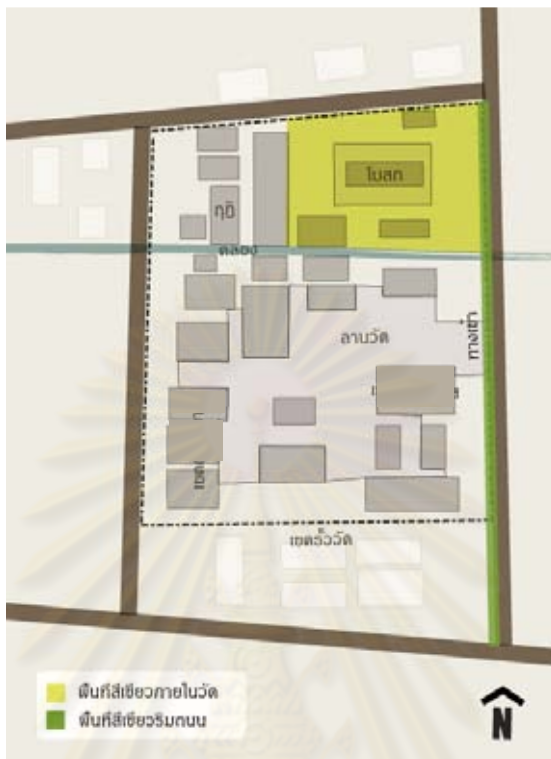 โบสถ
กุฏิ
คลอง
ลานวัด
ทางเข้า
เขตรั้ววัด
พื้นที่สีเขียวภายในวัด
พื้นที่สีเขียวริมถนน
N